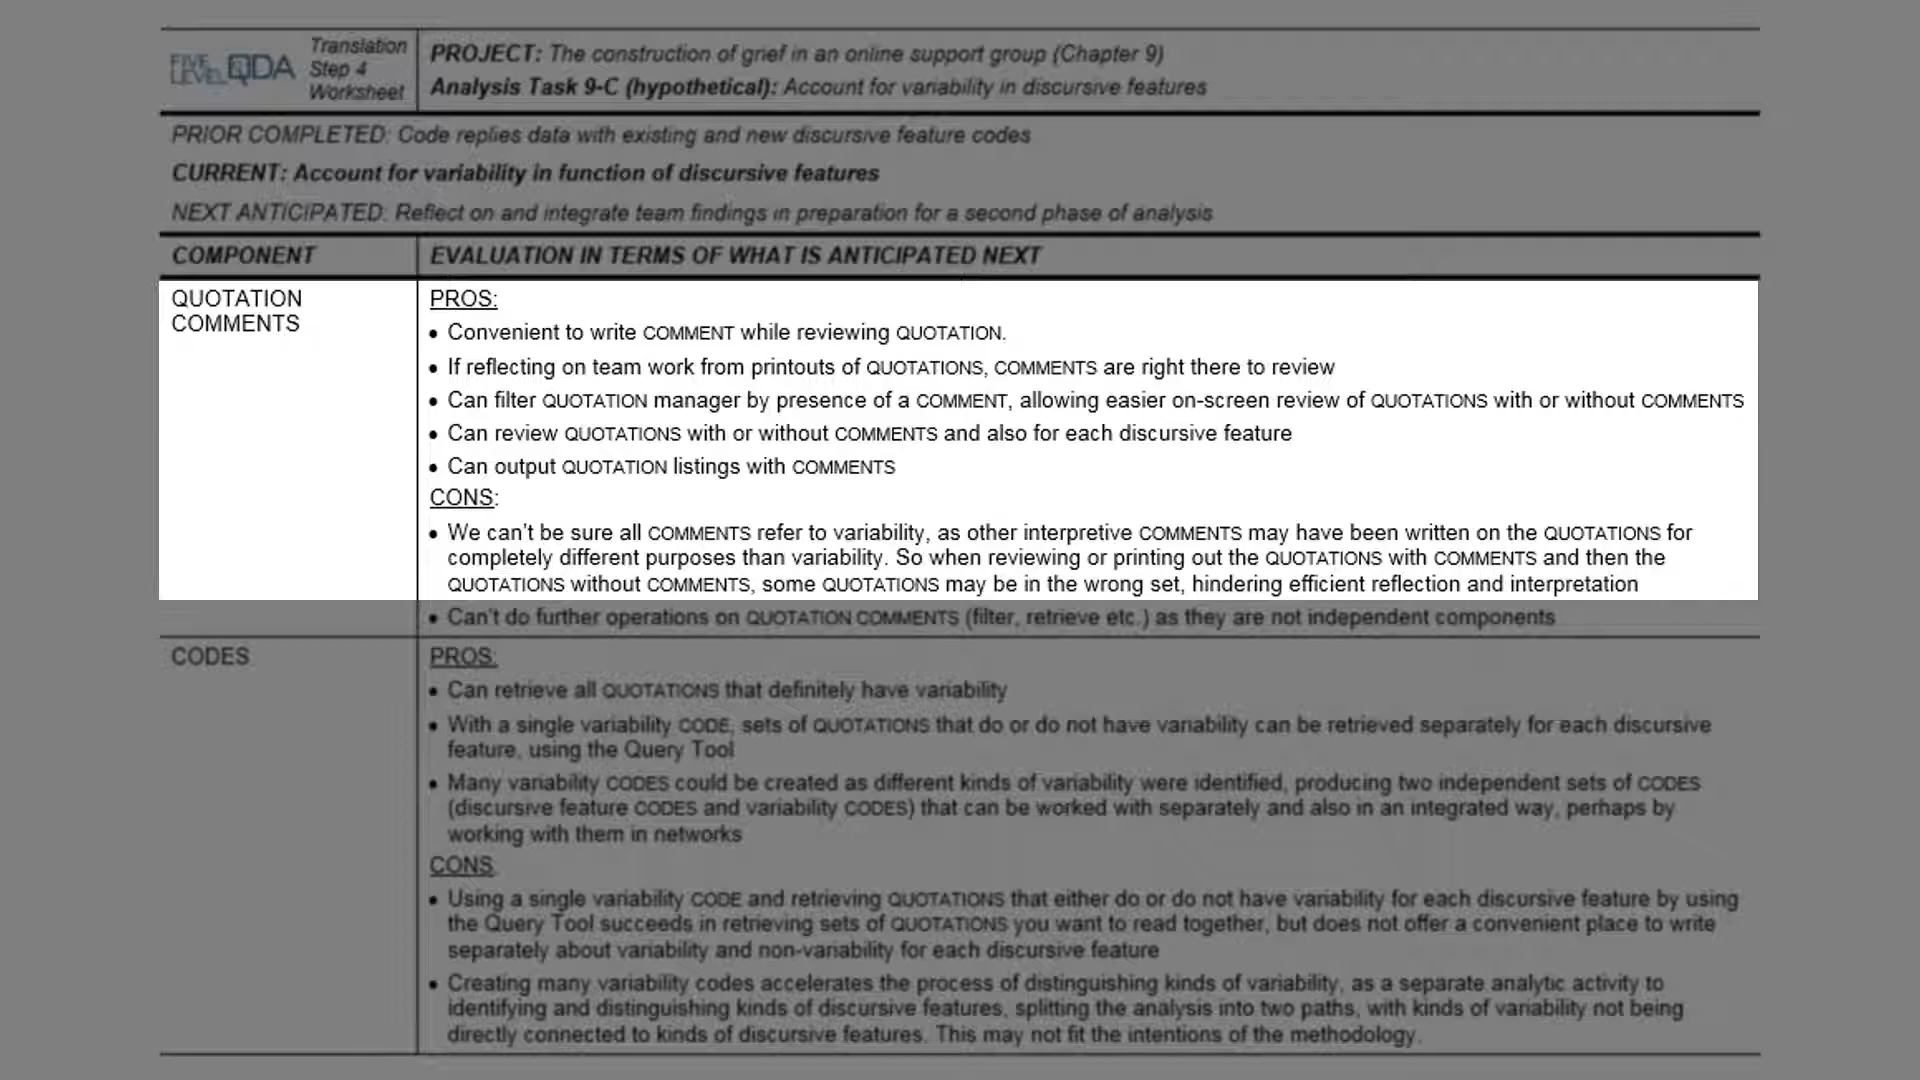 FIVE LEVEL QDA
Translation
Step 4
Worksheet
PROJECT: The construction of grief in an online support group (Chapter 9)
Analysis Task 9-C (hypothetical): Account for variability in discursive features
PRIOR COMPLETED: Code replies data with existing and new discursive feature codes
CURRENT: Account for variability in function of discursive features
NEXT ANTICIPATED: Reflect on and integrate team findings in preparation for a second phase of analysis
COMPONENT
EVALUATION IN TERMS OF WHAT IS ANTICIPATED NEXT
QUOTATION
COMMENTS
PROS:
• Convenient to write COMMENT while reviewing QUOTATION.
• If reflecting on team work from printouts of QUOTATIONS, COMMENTS are right there to review
• Can filter QUOTATION manager by presence of a COMMENT, allowing easier on-screen review of QUOTATIONS with or without COMMENTS
• Can review QUOTATIONS with or without COMMENTS and also for each discursive feature
• Can output QUOTATION listings with COMMENTS
CONS:
• We can't be sure all COMMENTS refer to variability, as other interpretive COMMENTS may have been written on the QUOTATIONS for
completely different purposes than variability. So when reviewing or printing out the QUOTATIONS with COMMENTS and then the
QUOTATIONS without COMMENTS, some QUOTATIONS may be in the wrong set, hindering efficient reflection and interpretation
• Can't do further operations on QUOTATION COMMENTS (filter, retrieve etc.) as they are not independent components
CODES
PROS:
• Can retrieve all QUOTATIONS that definitely have variability
• With a single variability CODE, sets of QUOTATIONS that do or do not have variability can be retrieved separately for each discursive
feature, using the Query Tool
• Many variability CODES could be created as different kinds of variability were identified, producing two independent sets of CODES
(discursive feature CODES and variability CODES) that can be worked with separately and also in an integrated way, perhaps by
working with them in networks
CONS
• Using a single variability CODE and retrieving QUOTATIONS that either do or do not have variability for each discursive feature by using
the Query Tool succeeds in retrieving sets of QUOTATIONS you want to read together, but does not offer a convenient place to write
separately about variability and non-variability for each discursive feature
• Creating many variability codes accelerates the process of distinguishing kinds of variability, as a separate analytic activity to
identifying and distinguishing kinds of discursive features, splitting the analysis into two paths, with kinds of variability not being
directly connected to kinds of discursive features. This may not fit the intentions of the methodology.